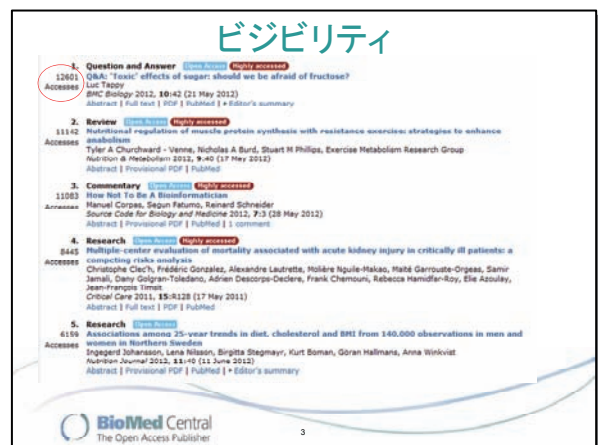 ビジビリティ
1. Question and Answer Open Access Highly accessed
12601 Accesses
Q&A: 'Toxic' effects of sugar: should we be afraid of fructose?
Luc Tappy
BMC Biology 2012, 10:42 (21 May 2012)
Abstract | Full text | PDF | PubMed | • Editor's summary
2. Review Open Access Highly accessed
11142 Accesses
Nutritional regulation of muscle protein synthesis with resistance exercise: strategies to enhance
anabolism
Tyler A Churchward - Venne, Nicholas A Burd, Stuart M Phillips, Exercise Metabolism Research Group
Nutrition & Metabolism 2012, 9:40 (17 May 2012)
Abstract | Provisional PDF | PubMed
3. Commentary Open Access Highly accessed
11083 Accesses
How Not To Be A Bioinformatician
Manuel Corpas, Segun Fatumo, Reinard Schneider
Source Code for Biology and Medicine 2012, 7:3 (28 May 2012)
Abstract | Provisional PDF | PubMed | 1 comment
4. Research Open Access Highly accessed
8445 Accesses
Multiple-center evaluation of mortality associated with acute kidney injury in critically ill patients: a
competing risks analysis
Christophe Clec'h, Frédéric Gonzalez, Alexandre Lautrette, Molière Nguile-Makao, Maité Garrouste-Orgeas, Samir
Jamali, Dany Golgran-Toledano, Adrien Descorps-Declere, Frank Chemouni, Rebecca Hamidfar-Roy, Elie Azoulay,
Jean-François Timsit
Critical Care 2011, 15:R128 (17 May 2011)
Abstract | Full text | PDF | PubMed
5. Research Open Access
6159 Accesses
Associations among 25-year trends in diet, cholesterol and BMI from 140,000 observations in men and
women in Northern Sweden
Ingegerd Johansson, Lena Nilsson, Birgitta Stegmayr, Kurt Boman, Göran Hallmans, Anna Winkvist
Nutrition Journal 2012, 11:40 (11 June 2012)
Abstract | Provisional PDF | PubMed | • Editor's summary
BioMed Central
The Open Access Publisher
3